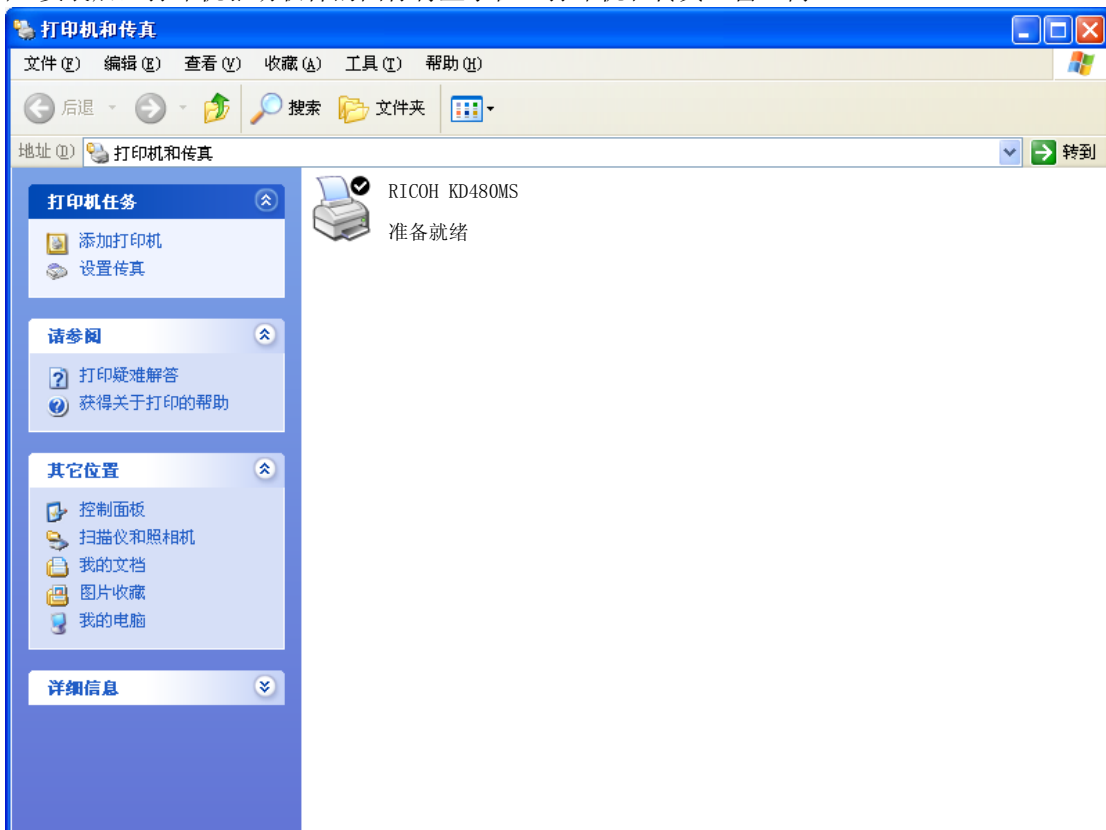 打印机和传真
文件(F) 编辑(E) 查看(V) 收藏(A) 工具(T) 帮助(H)
后退 搜索 文件夹
地址(D) 打印机和传真 转到
打印机任务
添加打印机
设置传真
请参阅
打印疑难解答
获得关于打印的帮助
其它位置
控制面板
扫描仪和照相机
我的文档
图片收藏
我的电脑
详细信息
RICOH KD480MS
准备就绪